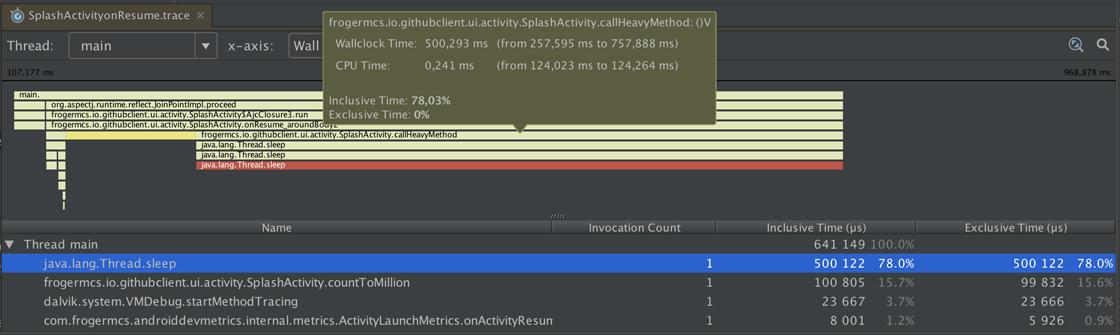 SplashActivityonResume.trace ×
frogermcs.io.githubclient.ui.activity.SplashActivity.callHeavyMethod: ()V
Thread: main x-axis: Wall
Wallclock Time: 500,293 ms (from 257,595 ms to 757,888 ms)
CPU Time: 0,241 ms (from 124,023 ms to 124,264 ms)
107,177 ms
968,878 ms
Inclusive Time: 78,03%
Exclusive Time: 0%
main.
org.aspectj.runtime.reflect.JoinPointImpl.proceed
frogermcs.io.githubclient.ui.activity.SplashActivity$AjcClosure3.run
frogermcs.io.githubclient.ui.activity.SplashActivity.onResume_aroundBody2
frogermcs.io.githubclient.ui.activity.SplashActivity.callHeavyMethod
java.lang.Thread.sleep
java.lang.Thread.sleep
java.lang.Thread.sleep
Name Invocation Count Inclusive Time (µs) Exclusive Time (µs)
Thread main 641 149 100.0%
java.lang.Thread.sleep 1 500 122 78.0% 500 122 78.0%
frogermcs.io.githubclient.ui.activity.SplashActivity.countToMillion 1 100 805 15.7% 99 832 15.6%
dalvik.system.VMDebug.startMethodTracing 1 23 667 3.7% 23 666 3.7%
com.frogermcs.androiddevmetrics.internal.metrics.ActivityLaunchMetrics.onActivityResum 1 8 001 1.2% 5 926 0.9%